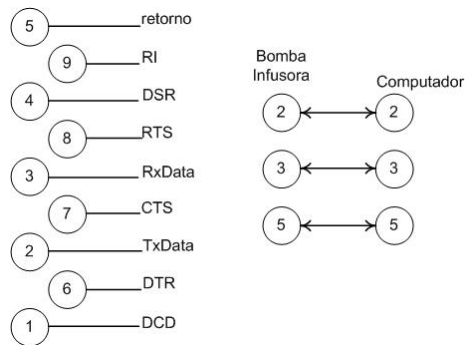 5 retorno
9 RI
4 DSR
8 RTS
3 RxData
7 CTS
2 TxData
6 DTR
1 DCD
Bomba
Infusora
Computador
2 2
3 3
5 5